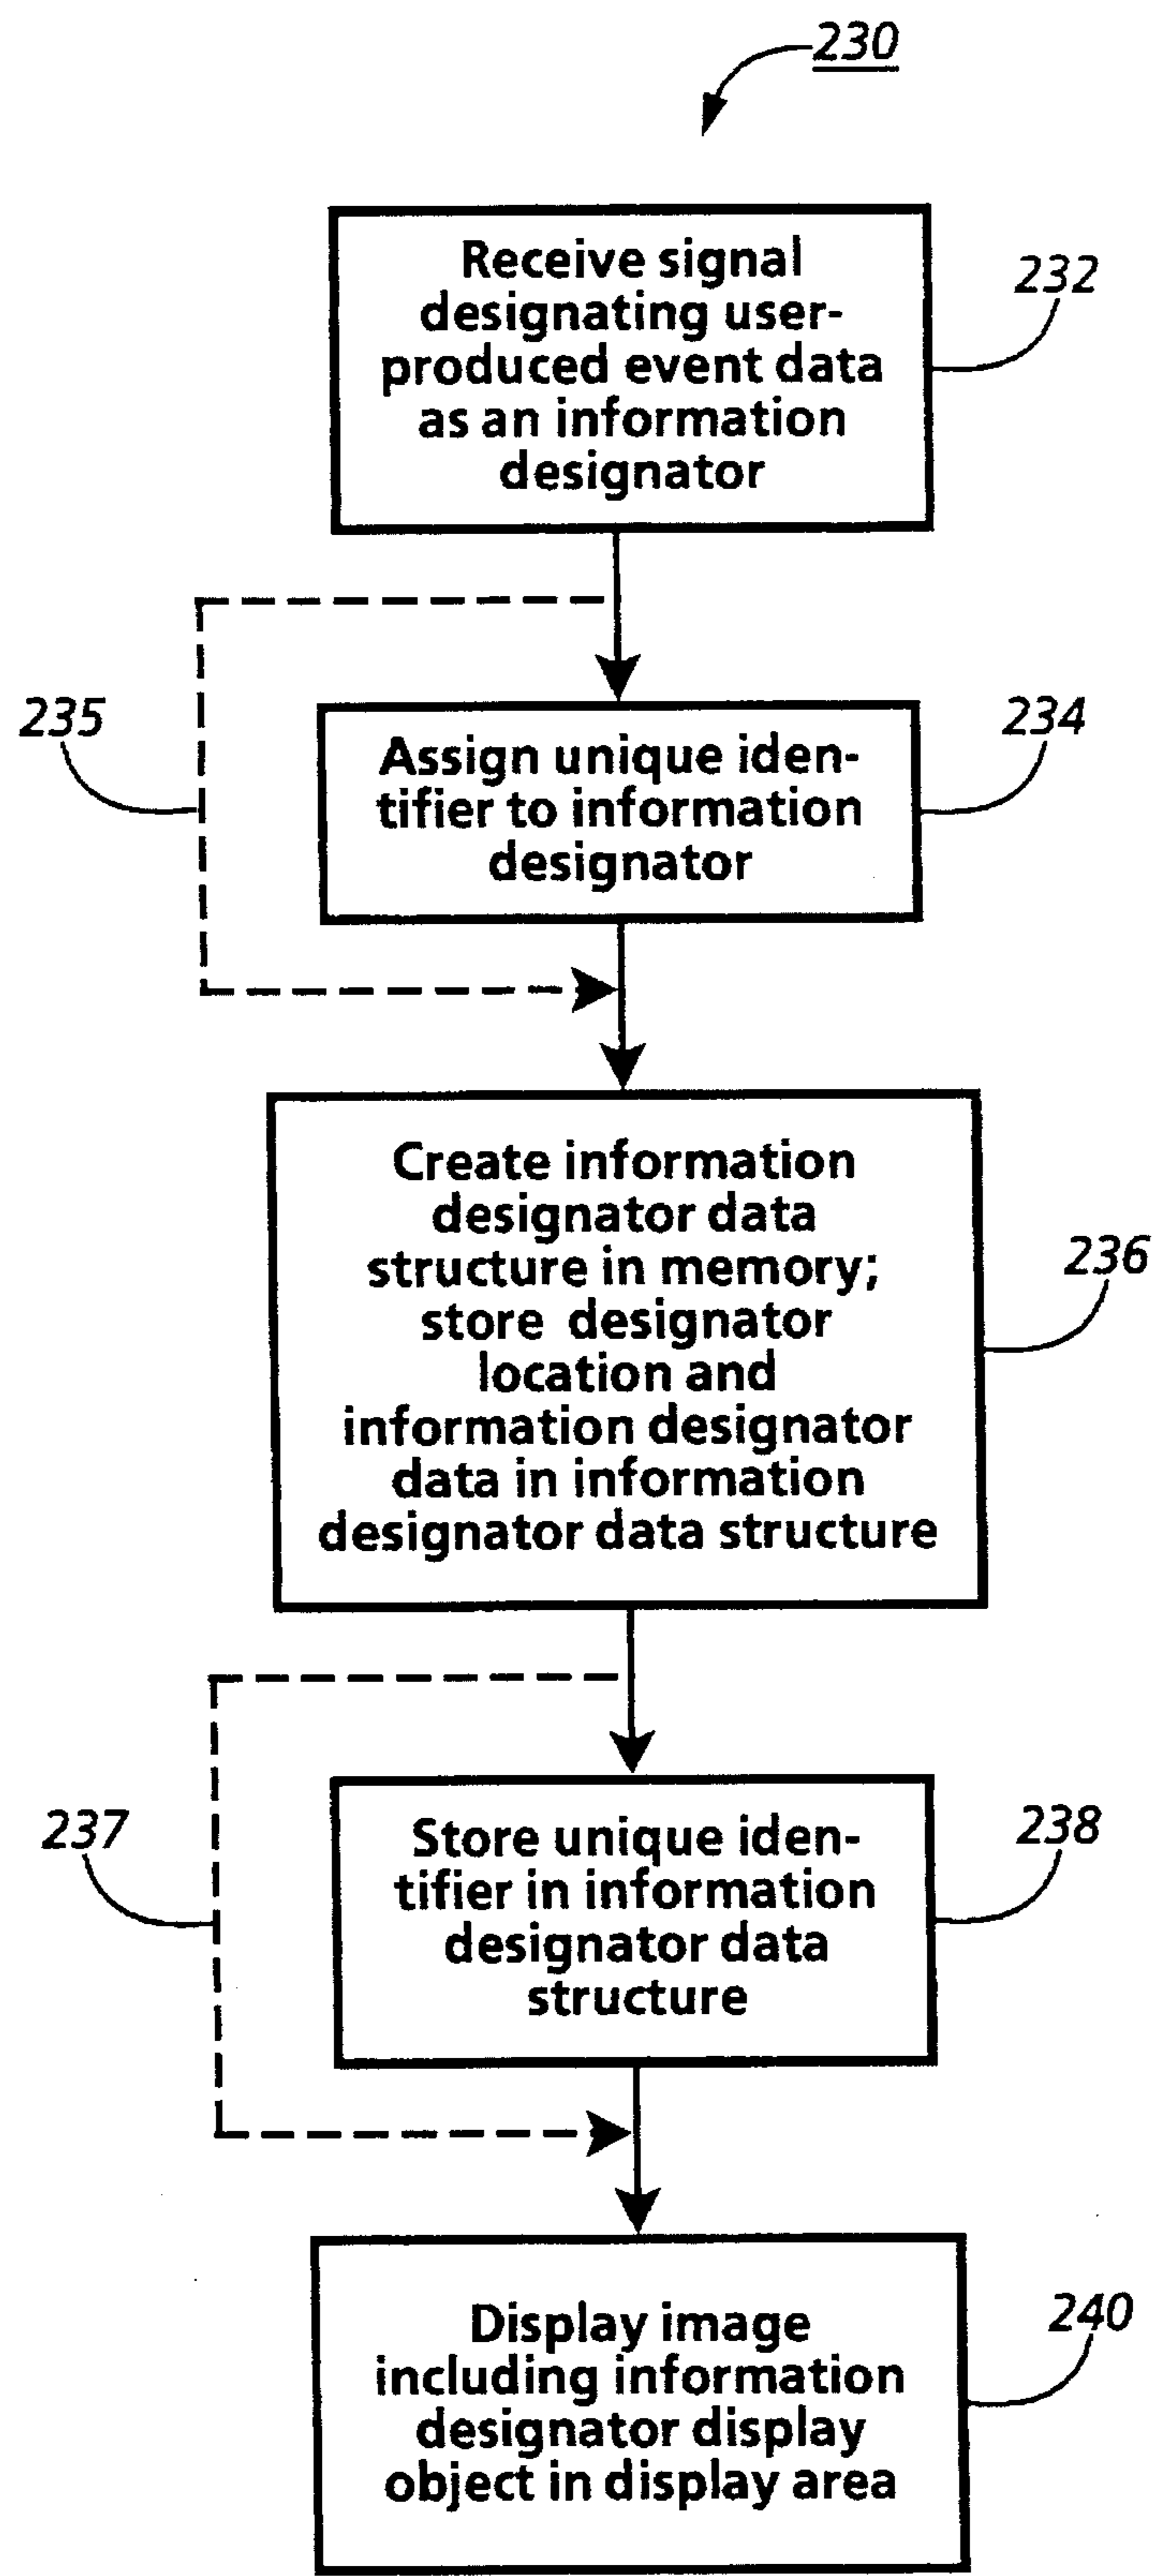 230
Receive signal
designating user-
produced event data
as an information
designator
232
235
Assign unique iden-
tifier to information
designator
234
Create information
designator data
structure in memory;
store designator
location and
information designator
data in information
designator data structure
236
237
Store unique iden-
tifier in information
designator data
structure
238
Display image
including information
designator display
object in display area
240